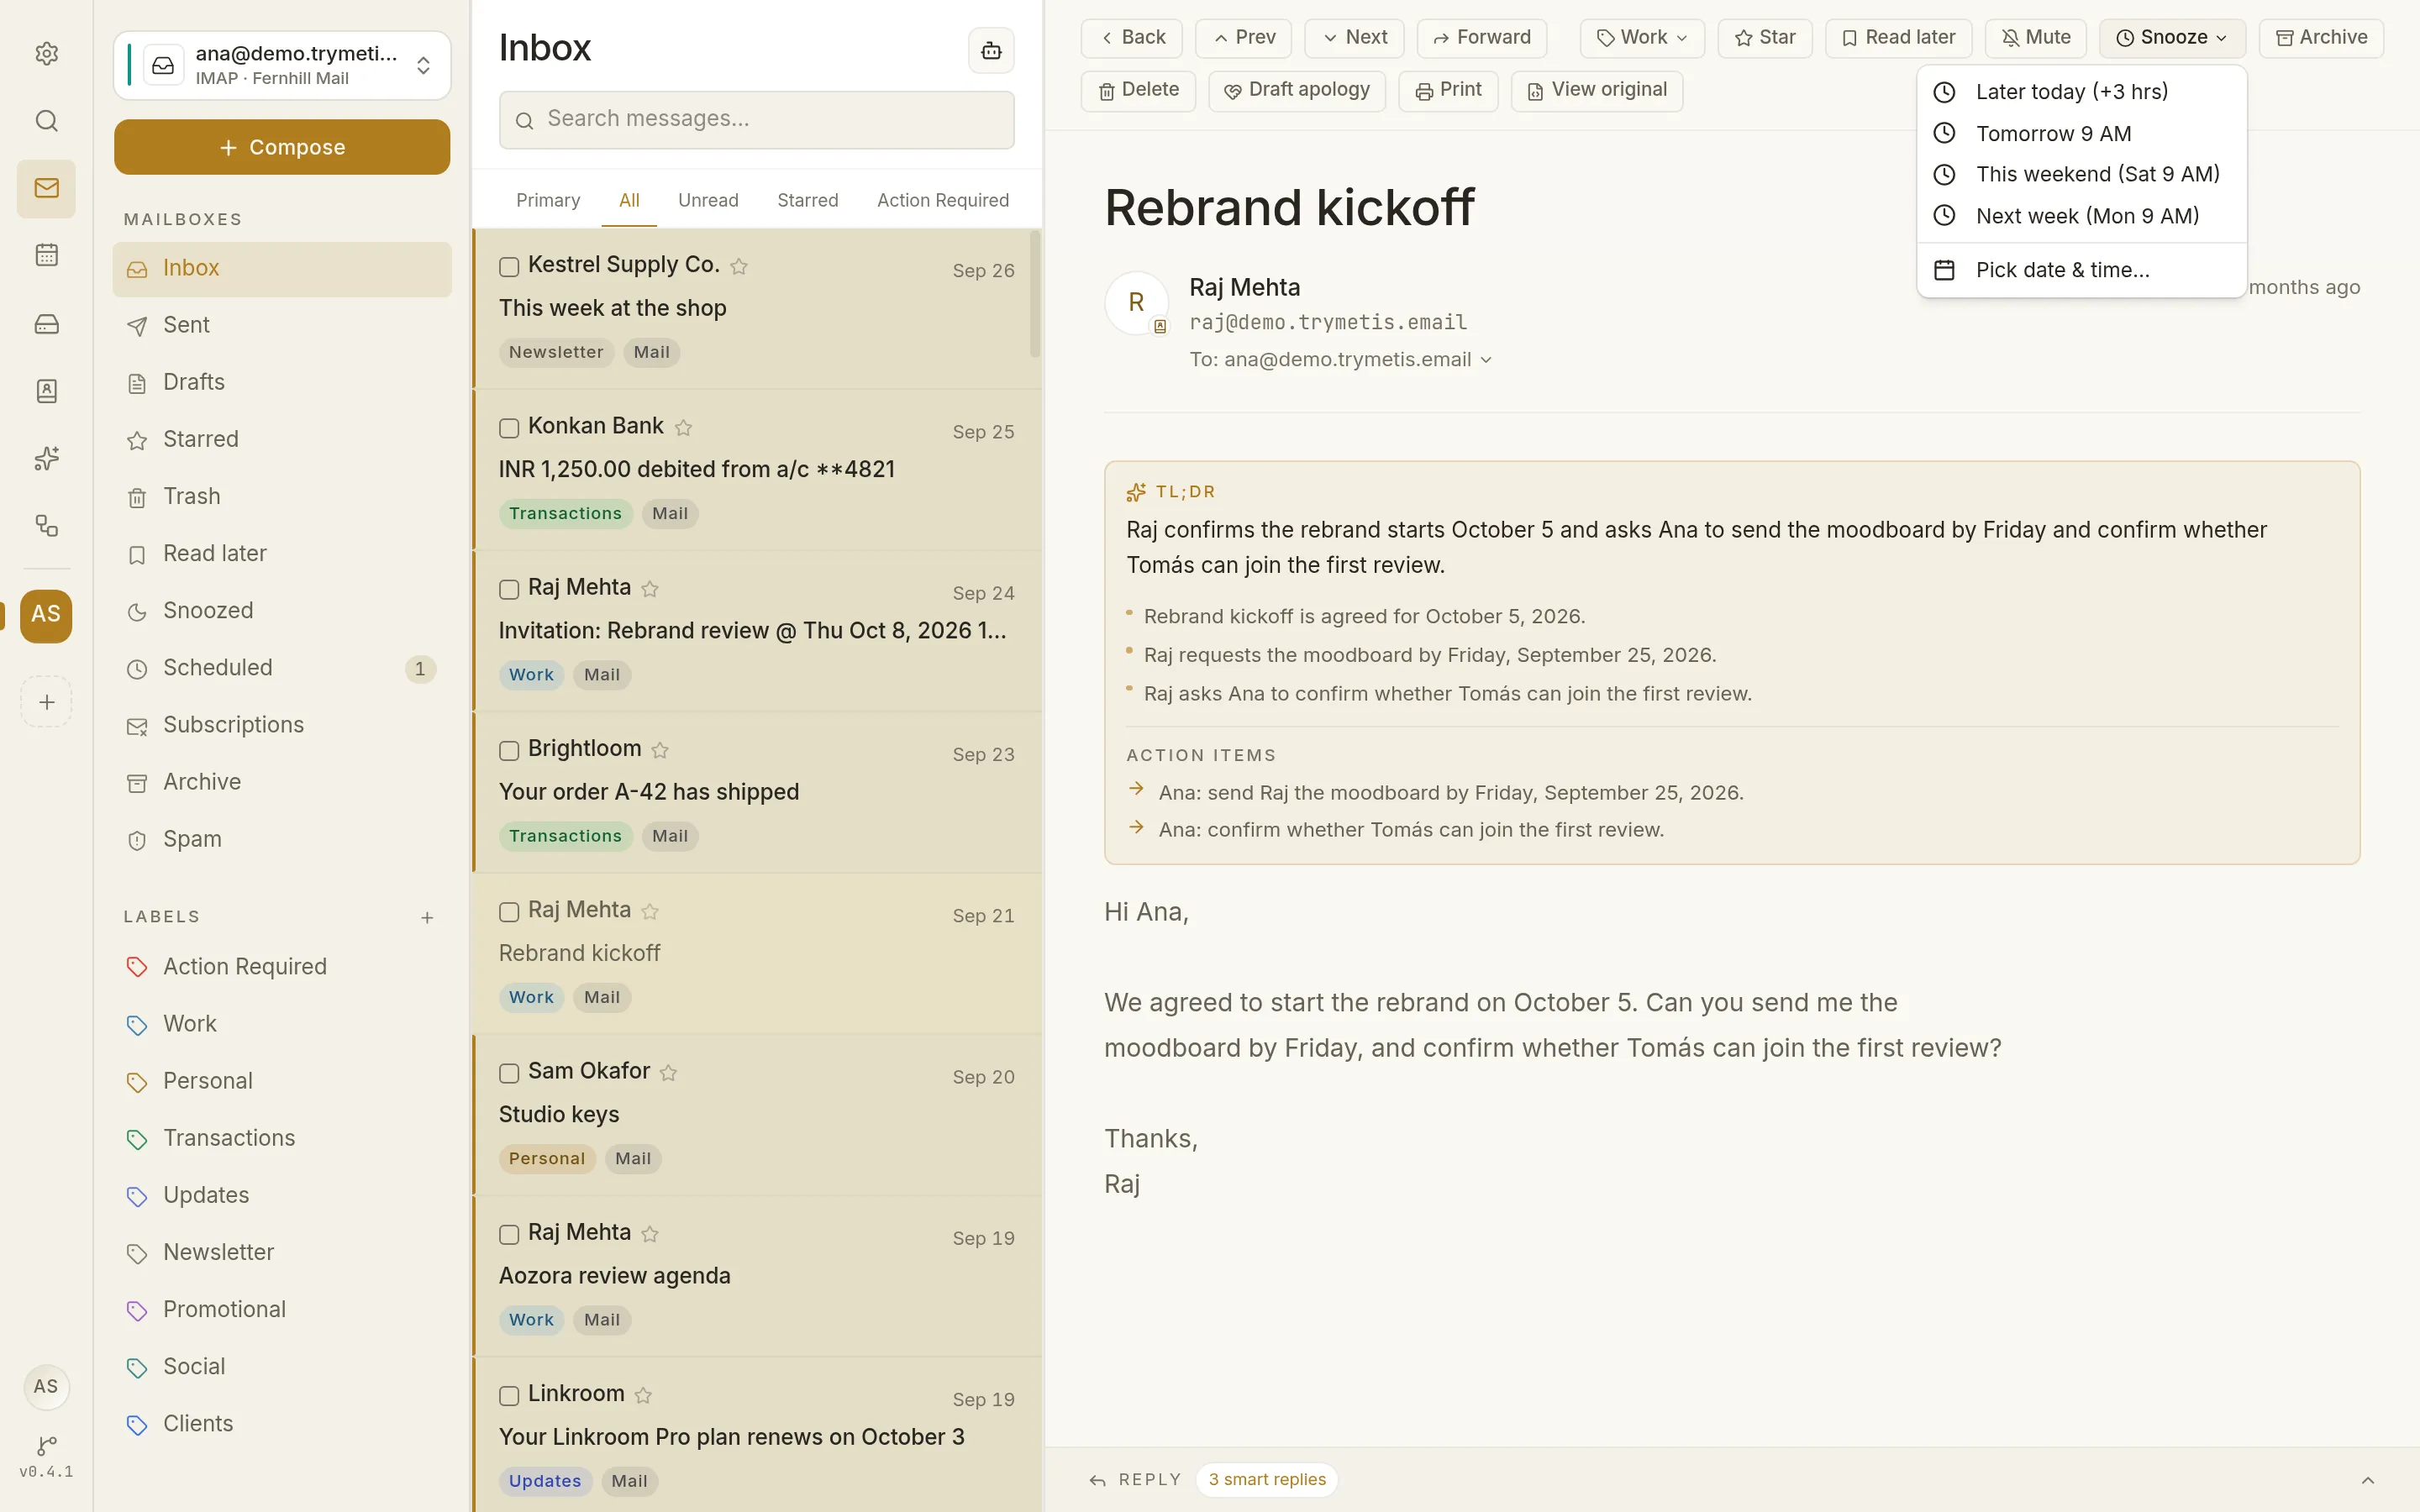 ana@demo.trymeti...
IMAP · Fernhill Mail
+ Compose
MAILBOXES
Inbox
Sent
Drafts
Starred
Trash
Read later
Snoozed
Scheduled 1
Subscriptions
Archive
Spam
LABELS +
Action Required
Work
Personal
Transactions
Updates
Newsletter
Promotional
Social
Clients
AS
AS
v0.4.1
Inbox
Search messages...
Primary All Unread Starred Action Required
Kestrel Supply Co. Sep 26
This week at the shop
Newsletter Mail
Konkan Bank Sep 25
INR 1,250.00 debited from a/c **4821
Transactions Mail
Raj Mehta Sep 24
Invitation: Rebrand review @ Thu Oct 8, 2026 1...
Work Mail
Brightloom Sep 23
Your order A-42 has shipped
Transactions Mail
Raj Mehta Sep 21
Rebrand kickoff
Work Mail
Sam Okafor Sep 20
Studio keys
Personal Mail
Raj Mehta Sep 19
Aozora review agenda
Work Mail
Linkroom Sep 19
Your Linkroom Pro plan renews on October 3
Updates Mail
Back Prev Next Forward Work Star Read later Mute Snooze Archive
Delete Draft apology Print View original
Later today (+3 hrs)
Tomorrow 9 AM
This weekend (Sat 9 AM)
Next week (Mon 9 AM)
Pick date & time...
Rebrand kickoff
R
Raj Mehta months ago
raj@demo.trymetis.email
To: ana@demo.trymetis.email
TL;DR
Raj confirms the rebrand starts October 5 and asks Ana to send the moodboard by Friday and confirm whether
Tomás can join the first review.
Rebrand kickoff is agreed for October 5, 2026.
Raj requests the moodboard by Friday, September 25, 2026.
Raj asks Ana to confirm whether Tomás can join the first review.
ACTION ITEMS
Ana: send Raj the moodboard by Friday, September 25, 2026.
Ana: confirm whether Tomás can join the first review.
Hi Ana,
We agreed to start the rebrand on October 5. Can you send me the
moodboard by Friday, and confirm whether Tomás can join the first review?
Thanks,
Raj
REPLY 3 smart replies